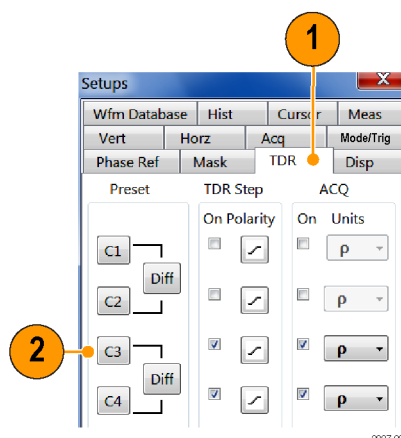 1
Setups
X
Wfm Database Hist Cursor Meas
Vert Horz Acq Mode/Trig
Phase Ref Mask TDR Disp
Preset TDR Step ACQ
On Polarity On Units
C1 ρ
Diff
C2 ρ
2 C3 ρ
Diff
C4 ρ